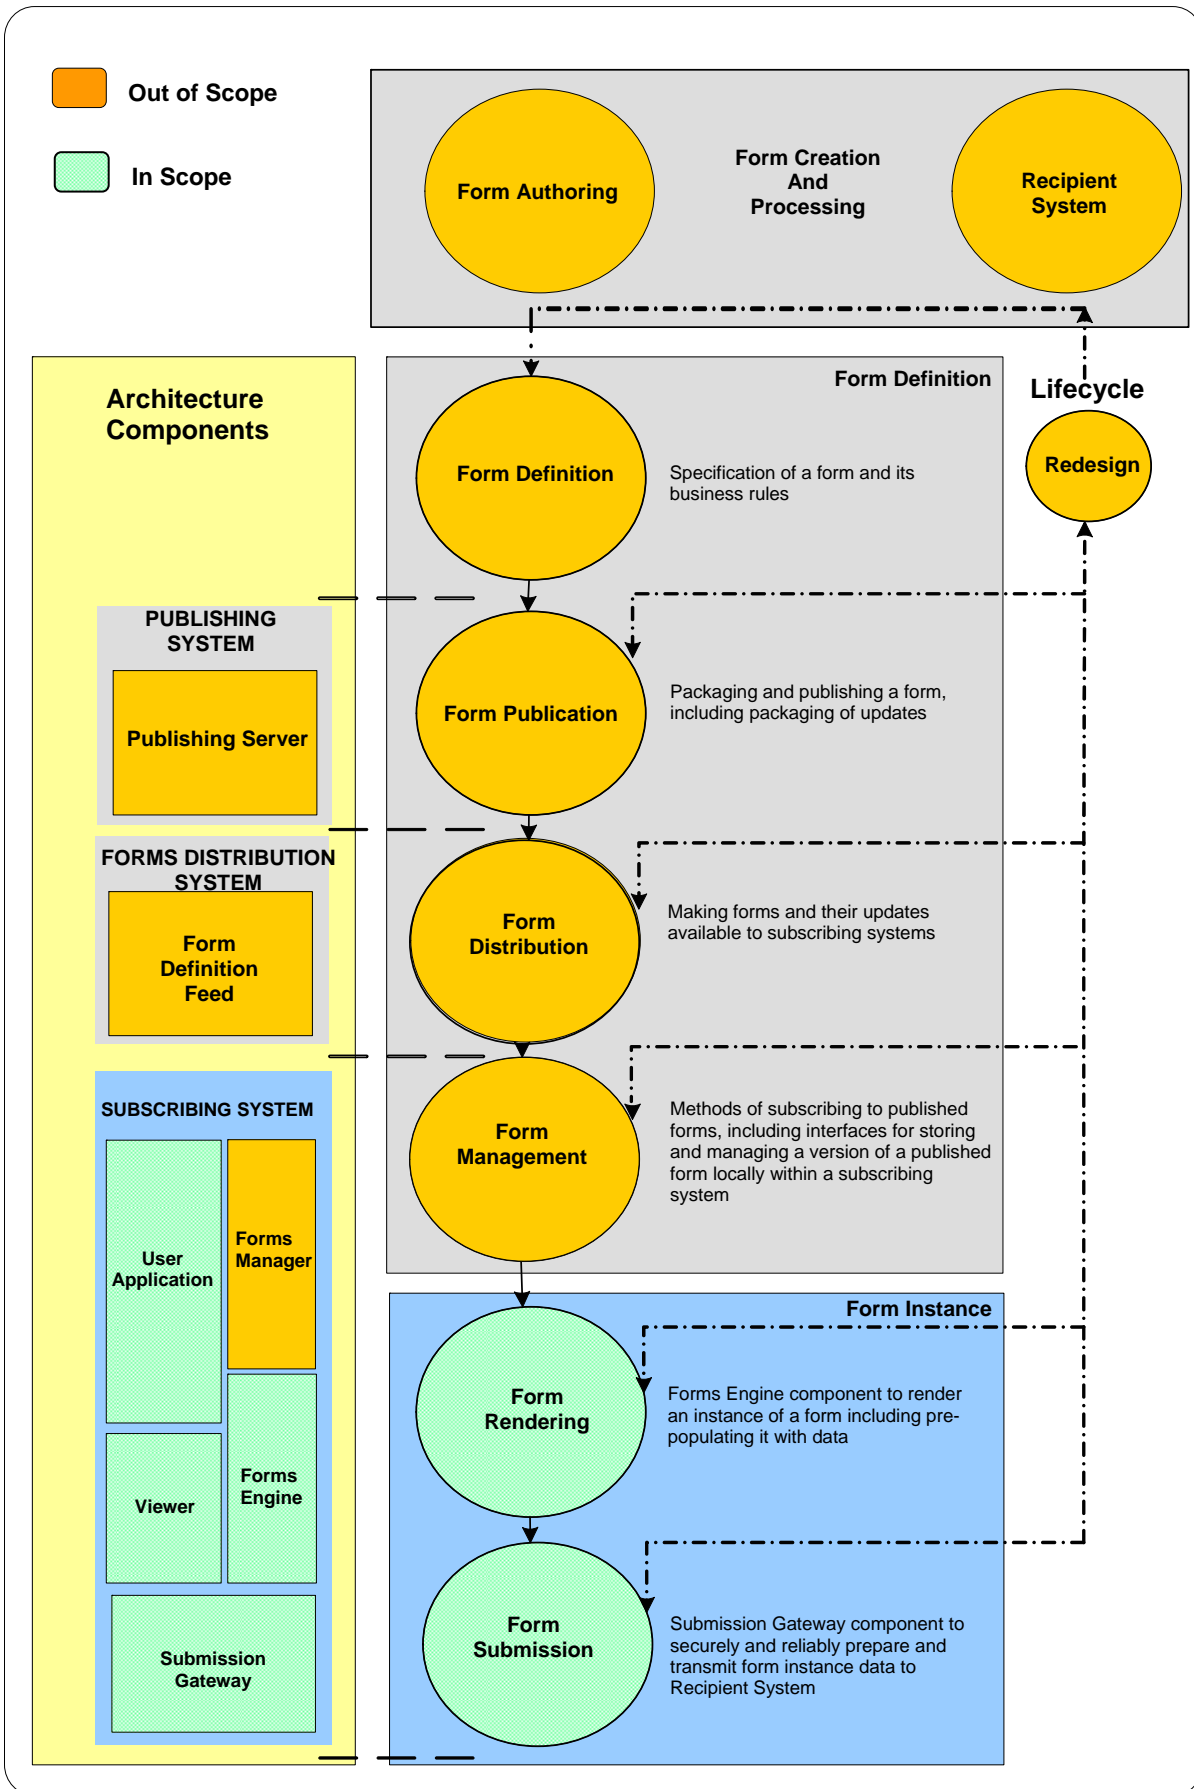 Out of Scope
In Scope
Form Authoring
Form Creation
And
Processing
Recipient
System
Architecture
Components
Form Definition
Lifecycle
Redesign
Form Definition
Specification of a form and its
business rules
PUBLISHING
SYSTEM
Publishing Server
Form Publication
Packaging and publishing a form,
including packaging of updates
FORMS DISTRIBUTION
SYSTEM
Form
Definition
Feed
Form
Distribution
Making forms and their updates
available to subscribing systems
SUBSCRIBING SYSTEM
User
Application
Forms
Manager
Viewer
Forms
Engine
Submission
Gateway
Form
Management
Methods of subscribing to published
forms, including interfaces for storing
and managing a version of a published
form locally within a subscribing
system
Form Instance
Form
Rendering
Forms Engine component to render
an instance of a form including pre-
populating it with data
Form
Submission
Submission Gateway component to
securely and reliably prepare and
transmit form instance data to
Recipient System